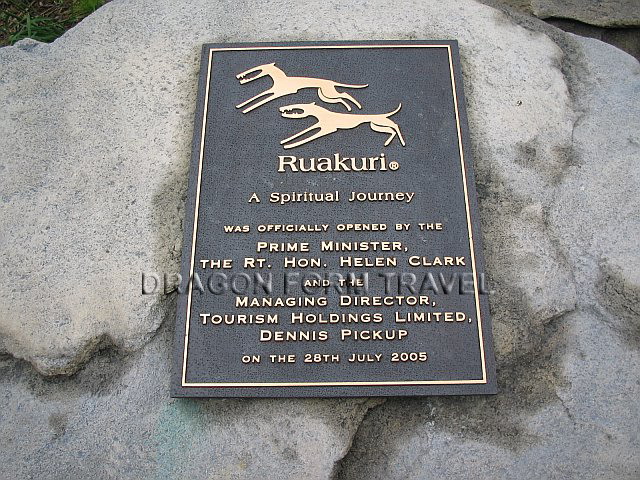 Ruakuri®
A Spiritual Journey
WAS OFFICIALLY OPENED BY THE
PRIME MINISTER,
THE RT. HON. HELEN CLARK
AND THE
DRAGON FORM TRAVEL
MANAGING DIRECTOR,
TOURISM HOLDINGS LIMITED,
DENNIS PICKUP
ON THE 28TH JULY 2005